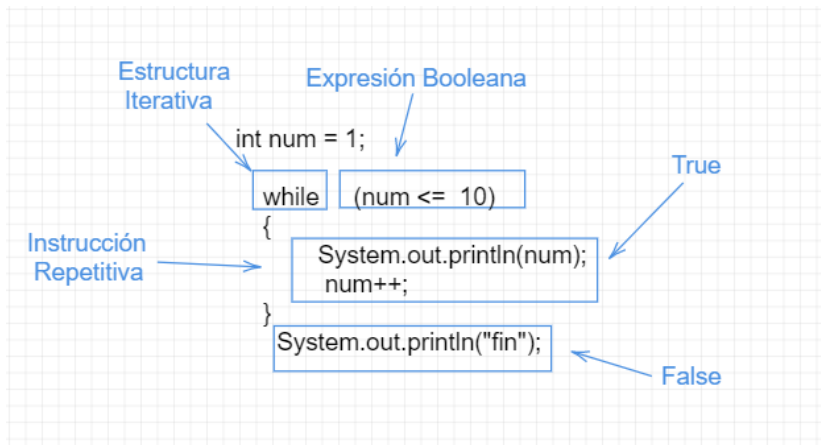 Estructura
Iterativa
Expresión Booleana
int num = 1;
True
while (num <= 10)
{
Instrucción
Repetitiva
System.out.println(num);
num++;
}
System.out.println("fin");
False